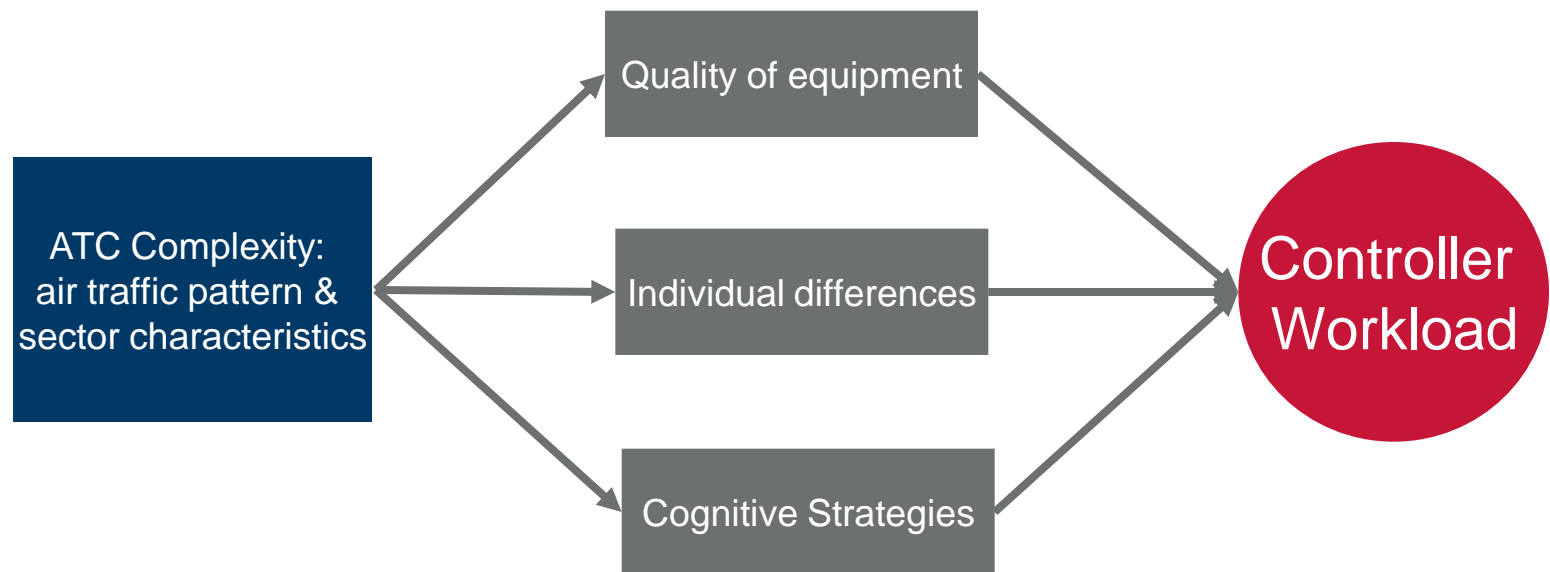 Quality of equipment
ATC Complexity:
air traffic pattern &
sector characteristics
Individual differences
Controller
Workload
Cognitive Strategies